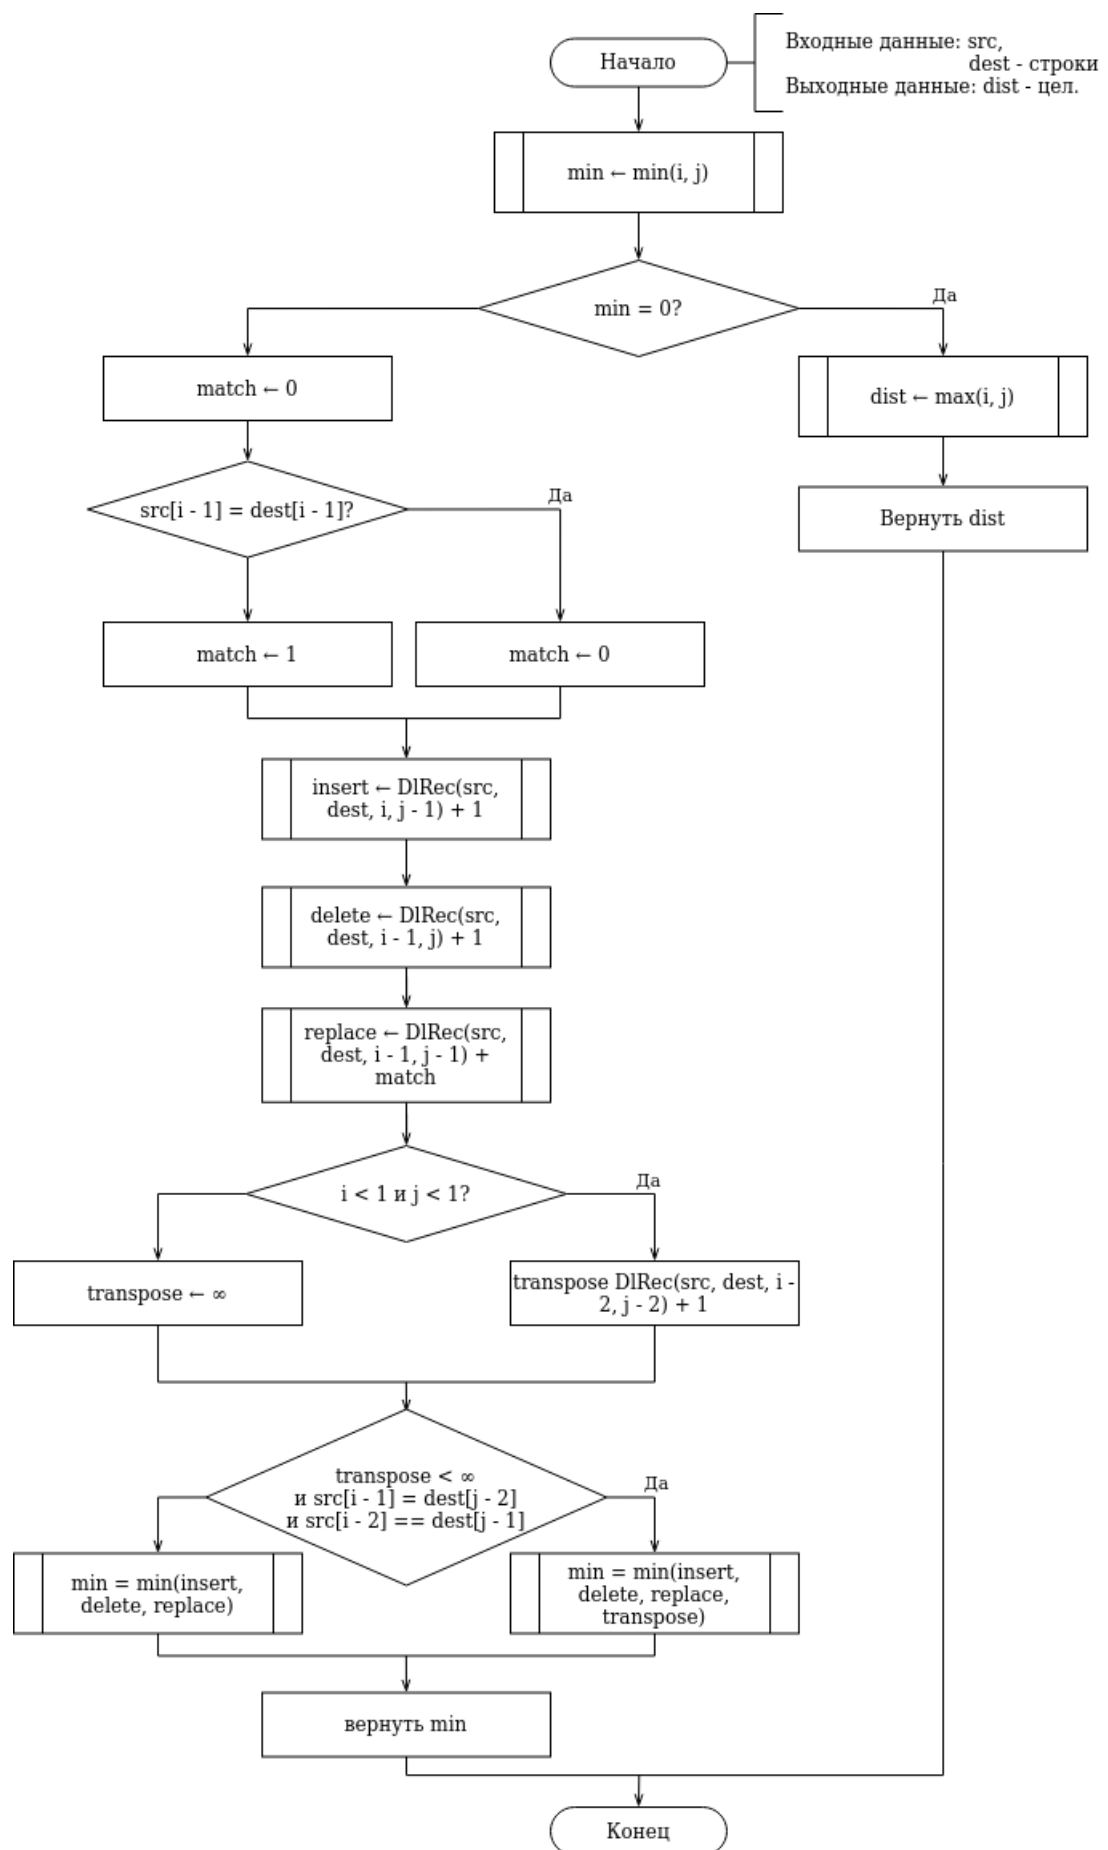 Начало
Входные данные: src,
dest - строки
Выходные данные: dist - цел.
min ← min(i, j)
min = 0?
Да
match ← 0
dist ← max(i, j)
src[i - 1] = dest[i - 1]?
Да
Вернуть dist
match ← 1
match ← 0
insert ← DlRec(src,
dest, i, j - 1) + 1
delete ← DlRec(src,
dest, i - 1, j) + 1
replace ← DlRec(src,
dest, i - 1, j - 1) +
match
i < 1 и j < 1?
Да
transpose ← ∞
transpose DlRec(src, dest, i -
2, j - 2) + 1
transpose < ∞
и src[i - 1] = dest[j - 2]
и src[i - 2] == dest[j - 1]
Да
min = min(insert,
delete, replace)
min = min(insert,
delete, replace,
transpose)
вернуть min
Конец